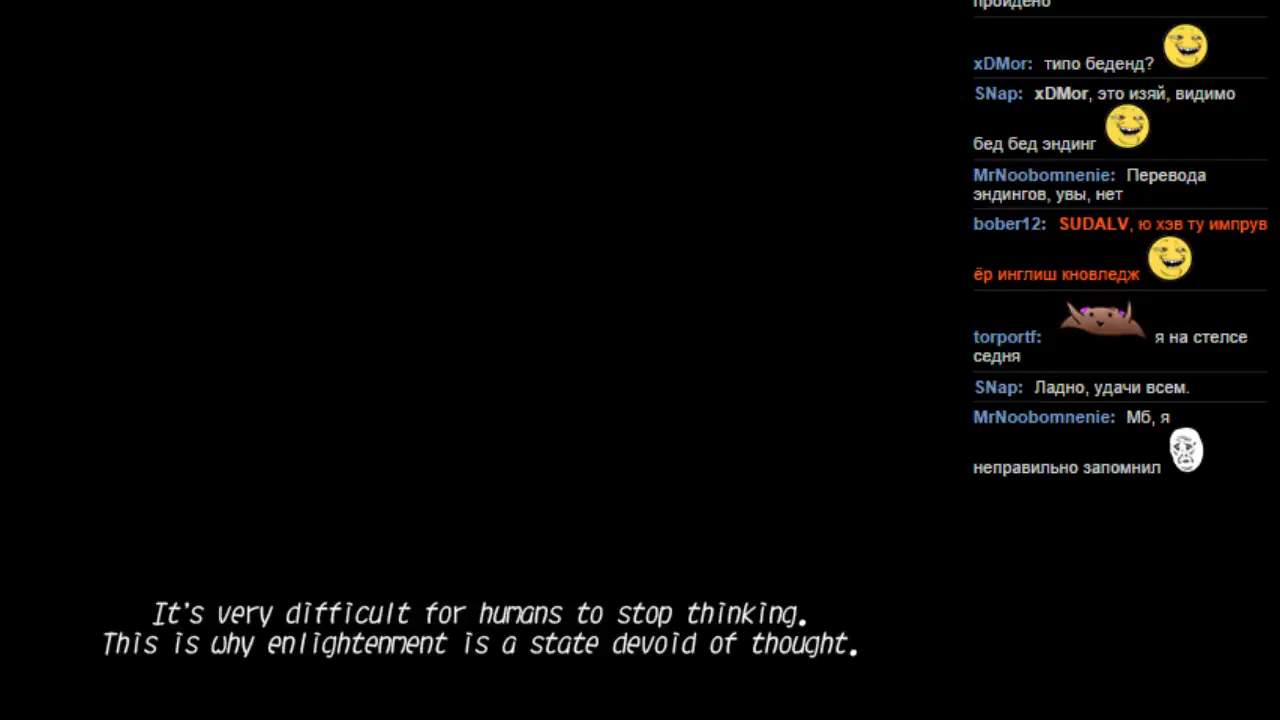 пройдено
xDMor: типо беденд?
SNap: xDMor, это изяй, видимо
бед бед эндинг
MrNoobomnenie: Перевода
эндингов, увы, нет
bober12: SUDALV, ю хэв ту импрув
ёр инглиш кновледж
torportf: я на стелсе
седня
SNap: Ладно, удачи всем.
MrNoobomnenie: Мб, я
неправильно запомнил
It's very difficult for humans to stop thinking.
This is why enlightenment is a state devoid of thought.